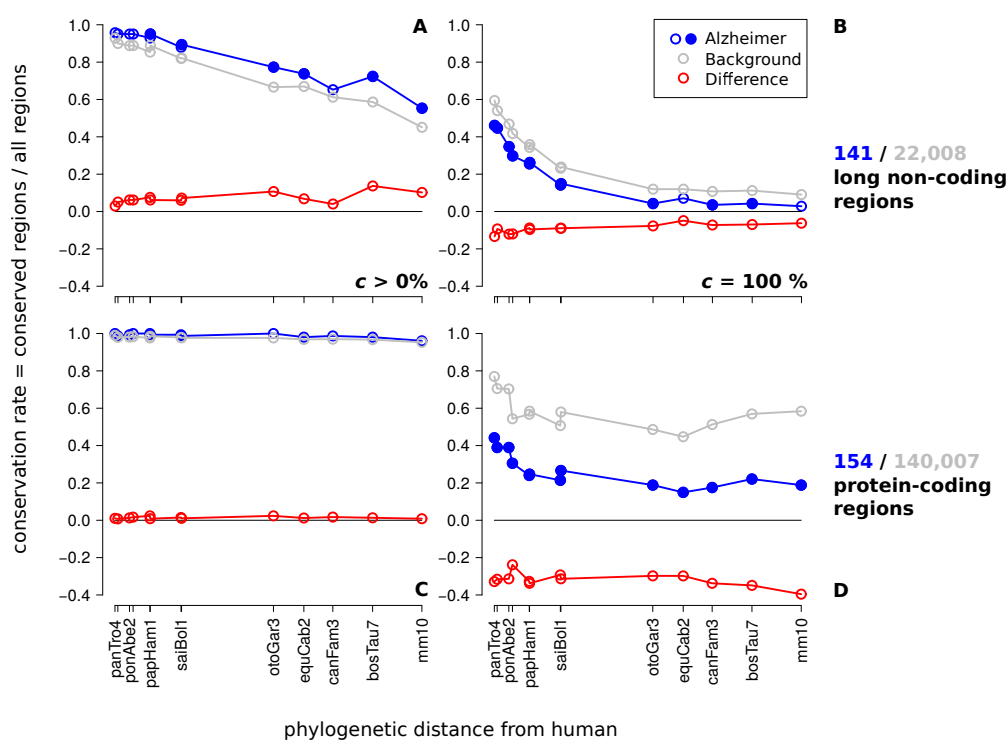 conservation rate = conserved regions / all regions
1.0
0.8
0.6
0.4
0.2
0.0
−0.2
−0.4
A
c > 0%
1.0
0.8
0.6
0.4
0.2
0.0
−0.2
−0.4
Alzheimer
Background
Difference
c = 100 %
B
141 / 22,008
long non-coding
regions
1.0
0.8
0.6
0.4
0.2
0.0
−0.2
−0.4
C
panTro4
ponAbe2
papHam1
saiBol1
otoGar3
equCab2
canFam3
bosTau7
mm10
1.0
0.8
0.6
0.4
0.2
0.0
−0.2
−0.4
panTro4
ponAbe2
papHam1
saiBol1
otoGar3
equCab2
canFam3
bosTau7
mm10
154 / 140,007
protein-coding
regions
D
phylogenetic distance from human